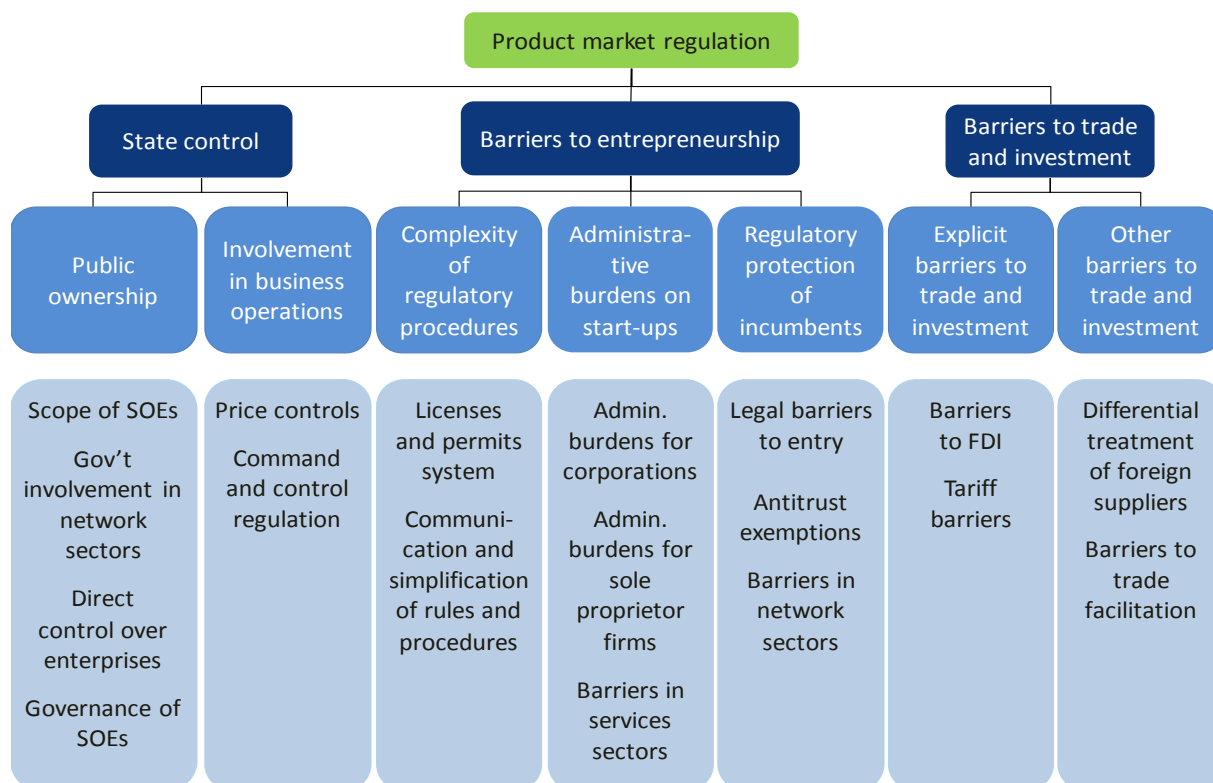 Product market regulation
State control
Barriers to entrepreneurship
Barriers to trade
and investment
Public
ownership
Involvement
in business
operations
Complexity
of
regulatory
procedures
Administra-
tive
burdens on
start-ups
Regulatory
protection
of
incumbents
Explicit
barriers to
trade and
investment
Other
barriers to
trade and
investment
Scope of SOEs
Gov’t
involvement in
network
sectors
Direct
control over
enterprises
Governance of
SOEs
Price controls
Command
and control
regulation
Licenses
and permits
system
Communi-
cation and
simplification
of rules and
procedures
Admin.
burdens for
corporations
Admin.
burdens for
sole
proprietor
firms
Barriers in
services
sectors
Legal barriers
to entry
Antitrust
exemptions
Barriers in
network
sectors
Barriers
to FDI
Tariff
barriers
Differential
treatment
of foreign
suppliers
Barriers to
trade
facilitation